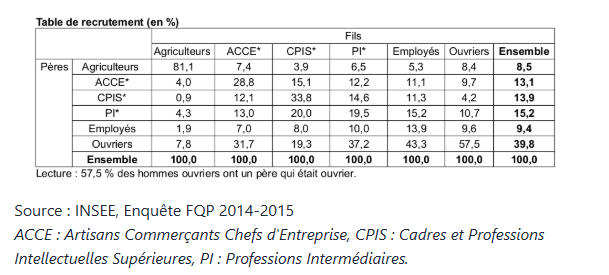 Table de recrutement (en %)
Fils
Agriculteurs ACCE* CPIS* PI* Employés Ouvriers Ensemble
Pères Agriculteurs 81,1 7,4 3,9 6,5 5,3 8,4 8,5
ACCE* 4,0 28,8 15,1 12,2 11,1 9,7 13,1
CPIS* 0,9 12,1 33,8 14,6 11,3 4,2 13,9
PI* 4,3 13,0 20,0 19,5 15,2 10,7 15,2
Employés 1,9 7,0 8,0 10,0 13,9 9,6 9,4
Ouvriers 7,8 31,7 19,3 37,2 43,3 57,5 39,8
Ensemble 100,0 100,0 100,0 100,0 100,0 100,0 100,0
Lecture : 57,5 % des hommes ouvriers ont un père qui était ouvrier.
Source : INSEE, Enquête FQP 2014-2015
ACCE : Artisans Commerçants Chefs d'Entreprise, CPIS : Cadres et Professions
Intellectuelles Supérieures, PI : Professions Intermédiaires.